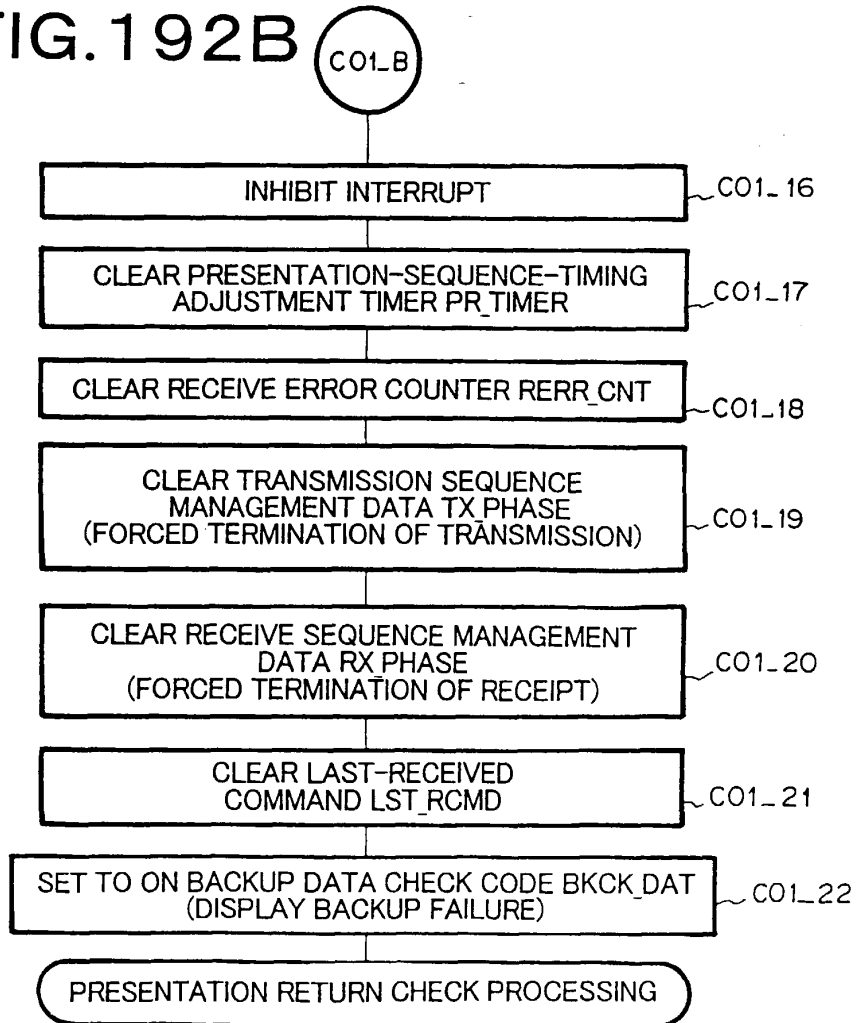 FIG.192B
C01_B
INHIBIT INTERRUPT
C01_16
CLEAR PRESENTATION-SEQUENCE-TIMING
ADJUSTMENT TIMER PR_TIMER
C01_17
CLEAR RECEIVE ERROR COUNTER RERR_CNT
C01_18
CLEAR TRANSMISSION SEQUENCE
MANAGEMENT DATA TX_PHASE
(FORCED TERMINATION OF TRANSMISSION)
C01_19
CLEAR RECEIVE SEQUENCE MANAGEMENT
DATA RX_PHASE
(FORCED TERMINATION OF RECEIPT)
C01_20
CLEAR LAST-RECEIVED
COMMAND LST_RCMD
C01_21
SET TO ON BACKUP DATA CHECK CODE BKCK_DAT
(DISPLAY BACKUP FAILURE)
C01_22
PRESENTATION RETURN CHECK PROCESSING